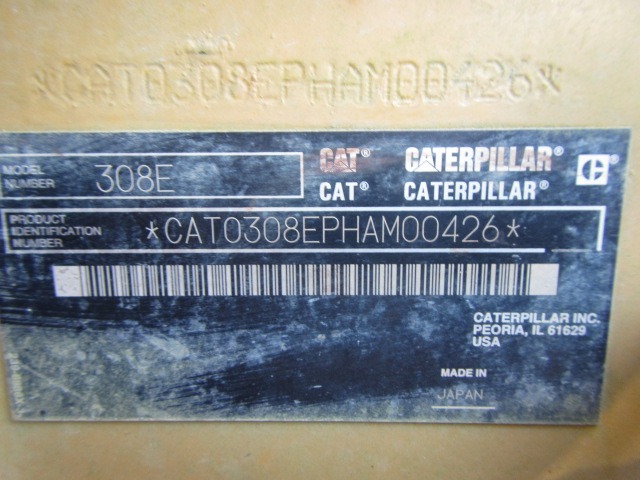 *CAT0308EPHAM00426*
MODEL NUMBER 308E
CAT® CATERPILLAR®
CAT® CATERPILLAR®
PRODUCT IDENTIFICATION NUMBER *CAT0308EPHAM00426*
CATERPILLAR INC.
PEORIA, IL 61629
USA
MADE IN
JAPAN